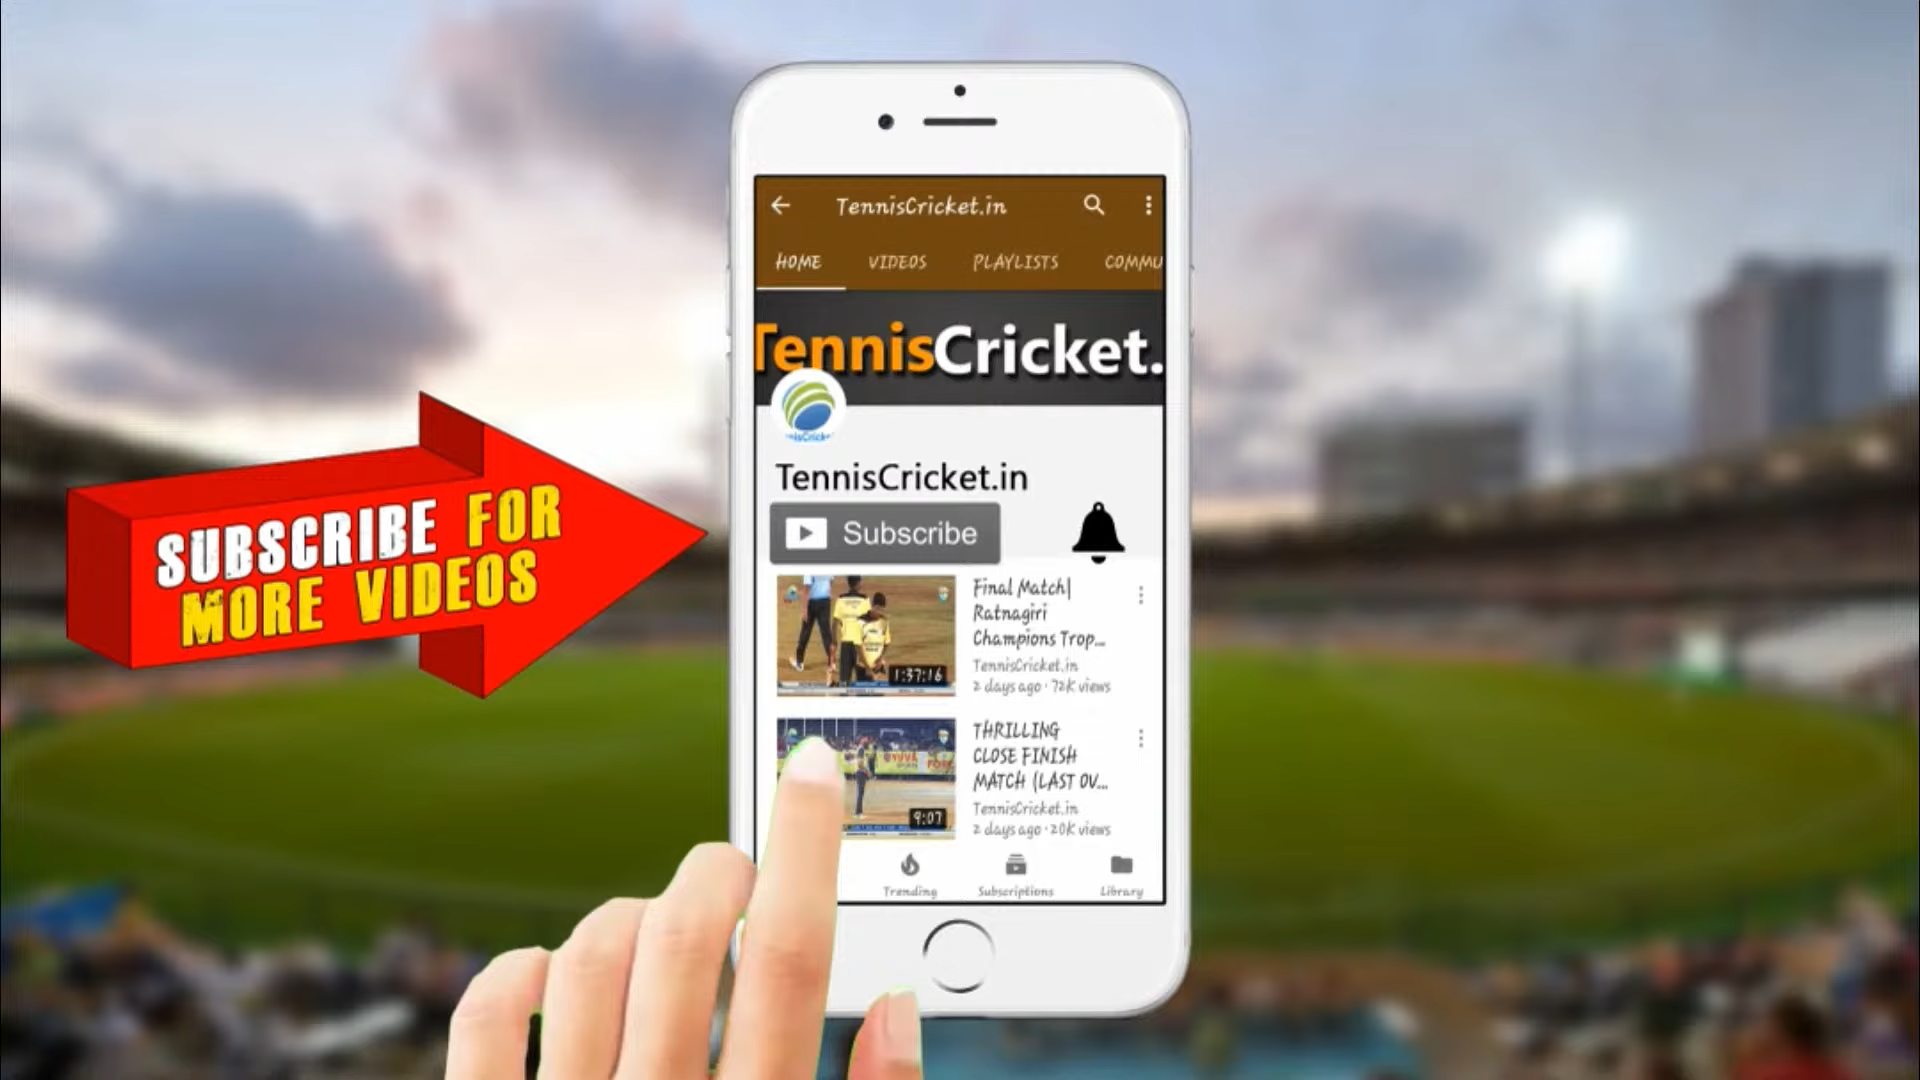 TennisCricket.in
HOME VIDEOS PLAYLISTS COMMU
TennisCricket.
TennisCricket.in
Subscribe
SUBSCRIBE FOR
MORE VIDEOS
Final Match|
Ratnagiri
Champions Trop...
TennisCricket.in
2 days ago · 72K views
1:37:16
THRILLING
CLOSE FINISH
MATCH (LAST OV...
TennisCricket.in
2 days ago · 20K views
9:07
Trending Subscriptions Library